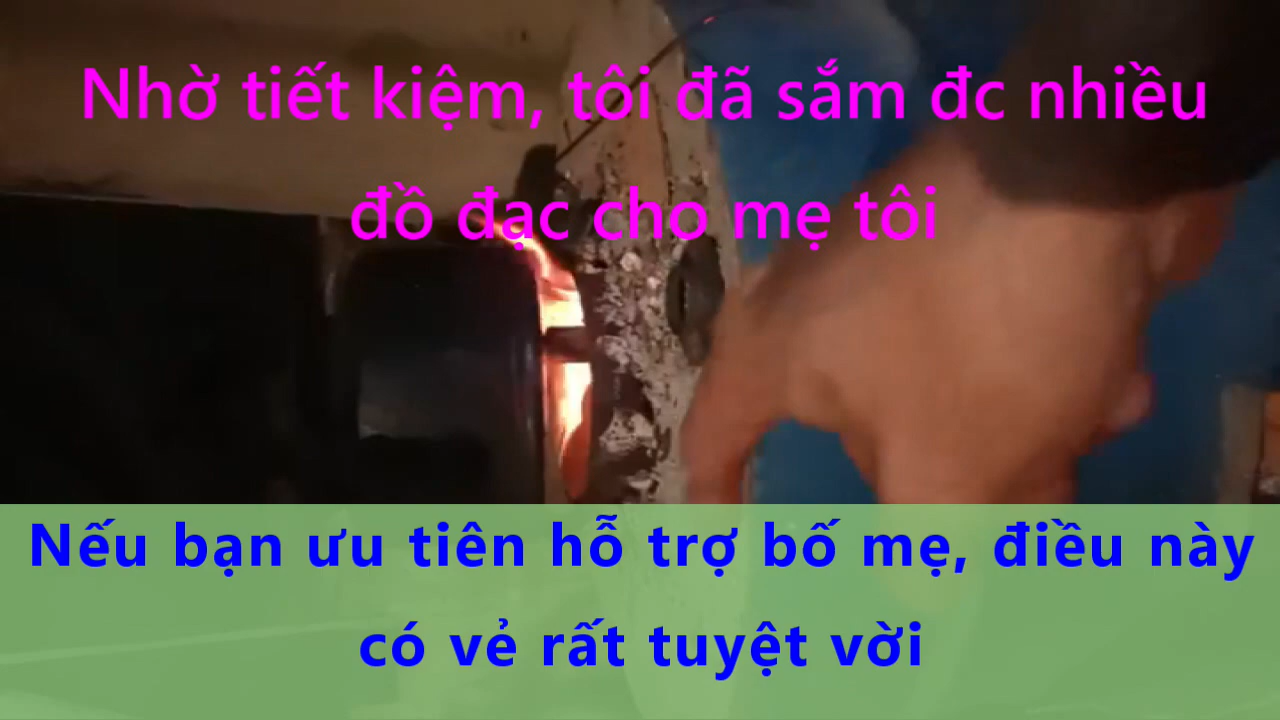 Nhờ tiết kiệm, tôi đã sắm đc nhiều
đồ đạc cho mẹ tôi
Nếu bạn ưu tiên hỗ trợ bố mẹ, điều này
có vẻ rất tuyệt vời